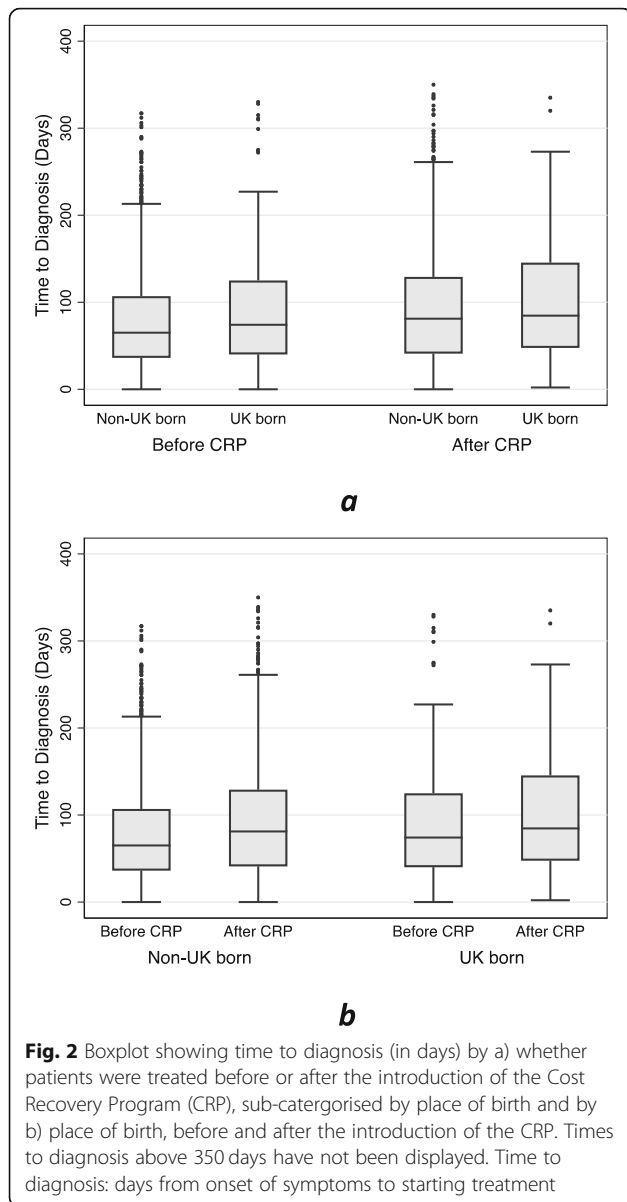 400
300
200
100
0
Time to Diagnosis (Days)
Non-UK born UK born Non-UK born UK born
Before CRP After CRP
a
400
300
200
100
0
Time to Diagnosis (Days)
Before CRP After CRP Before CRP After CRP
Non-UK born UK born
b
Fig. 2 Boxplot showing time to diagnosis (in days) by a) whether
patients were treated before or after the introduction of the Cost
Recovery Program (CRP), sub-catergorised by place of birth and by
b) place of birth, before and after the introduction of the CRP. Times
to diagnosis above 350 days have not been displayed. Time to
diagnosis: days from onset of symptoms to starting treatment